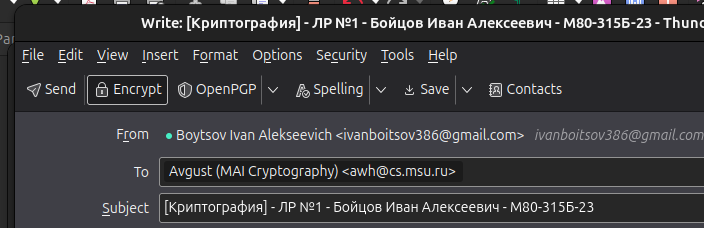 Write: [Криптография] - ЛР №1 - Бойцов Иван Алексеевич - М80-315Б-23 - Thun
File Edit View Insert Format Options Security Tools Help
Send Encrypt OpenPGP Spelling Save Contacts
From Boytsov Ivan Alekseevich <ivanboitsov386@gmail.com> ivanboitsov386@gmail.com
To Avgust (MAI Cryptography) <awh@cs.msu.ru>
Subject [Криптография] - ЛР №1 - Бойцов Иван Алексеевич - М80-315Б-23